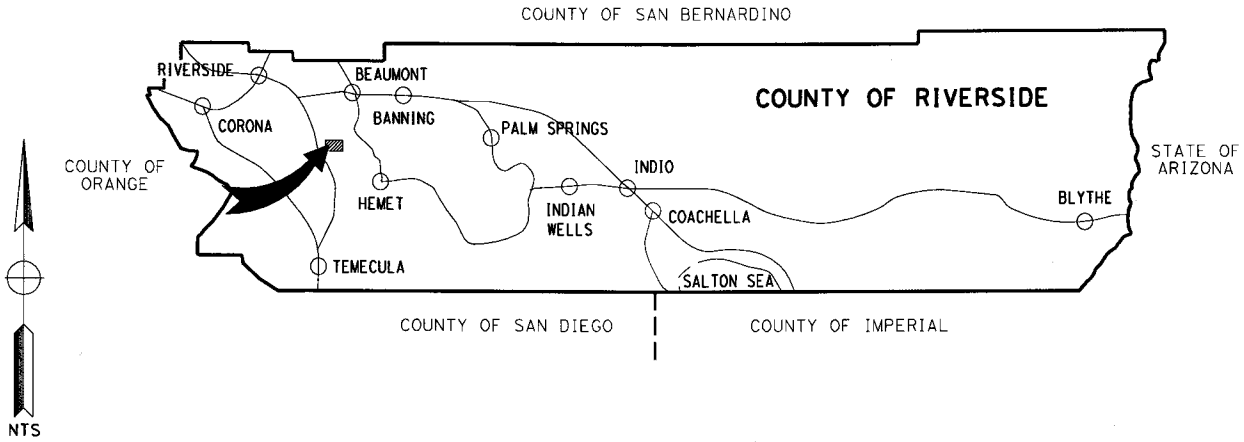 COUNTY OF SAN BERNARDINO
RIVERSIDE
BEAUMONT
COUNTY OF RIVERSIDE
CORONA
BANNING
PALM SPRINGS
COUNTY OF
ORANGE
STATE OF
ARIZONA
INDIO
HEMET
INDIAN
WELLS
COACHELLA
BLYTHE
TEMECULA
SALTON SEA
COUNTY OF SAN DIEGO
COUNTY OF IMPERIAL
NTS